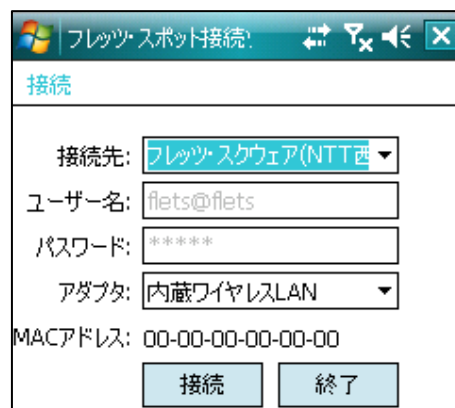 フレッツ・スポット接続
接続
接続先: フレッツ・スクウェア(NTT西
ユーザー名: flets@flets
パスワード: *****
アダプタ: 内蔵ワイヤレスLAN
MACアドレス: 00-00-00-00-00-00
接続 終了